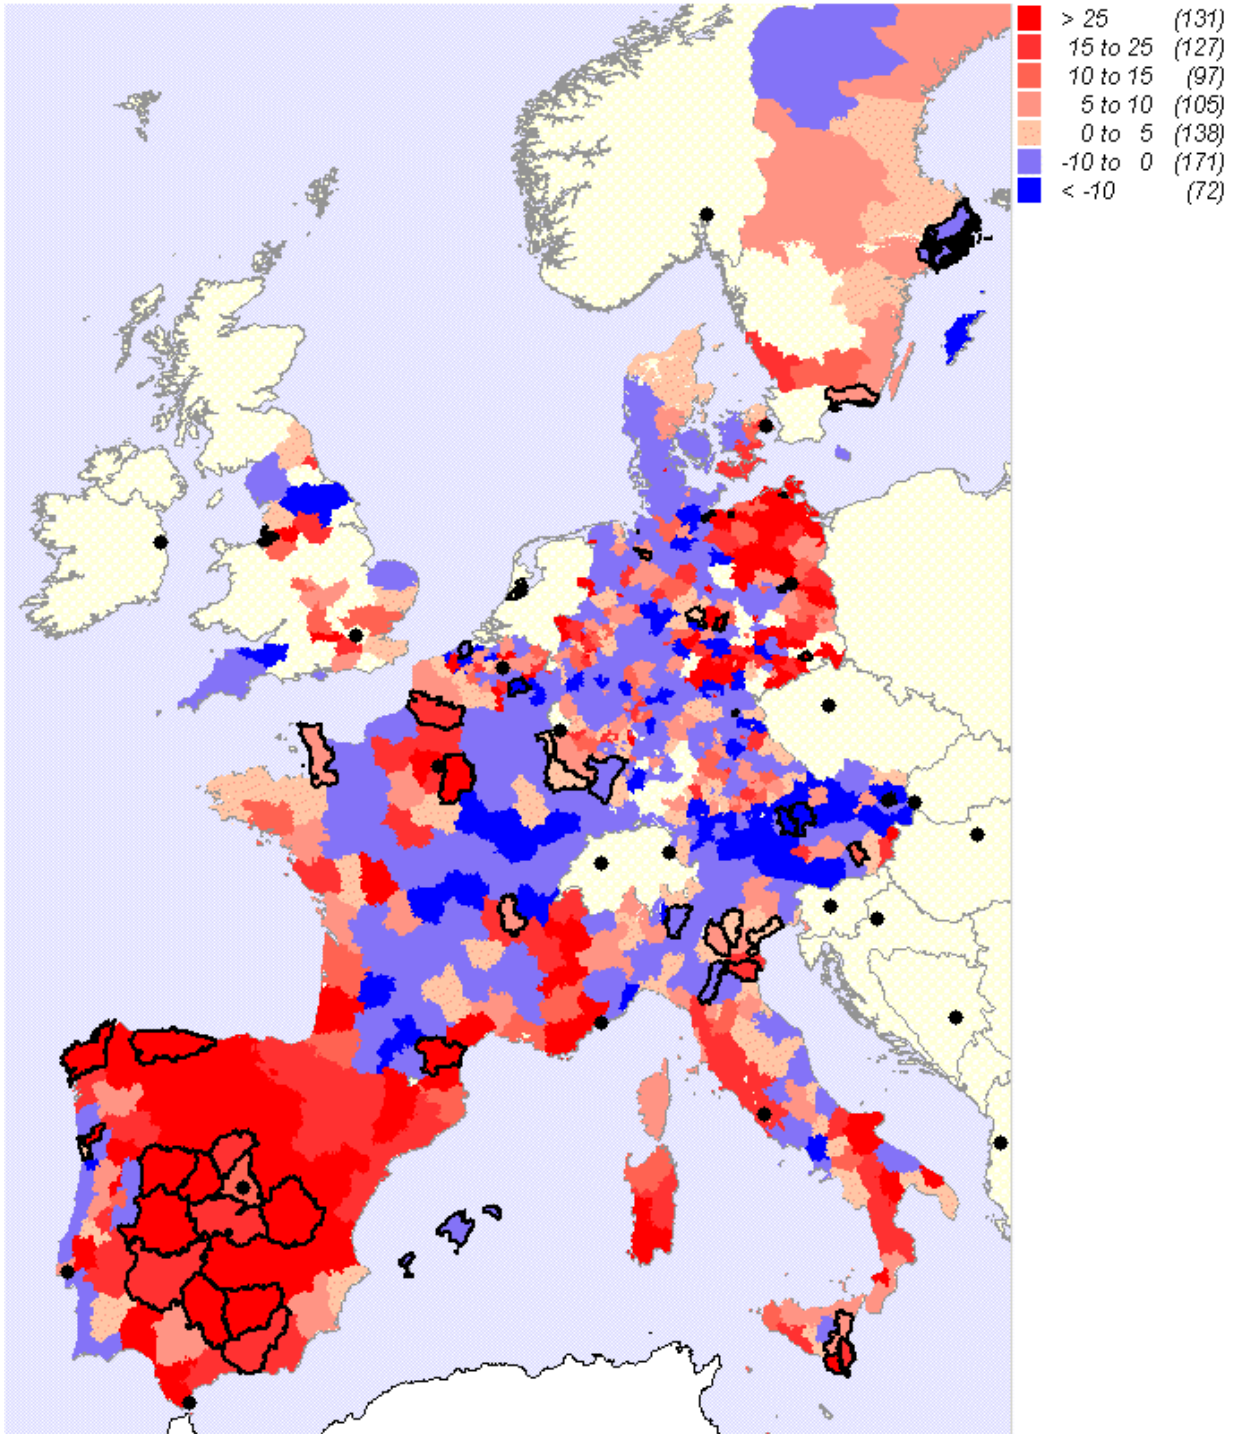 > 25 (131)
15 to 25 (127)
10 to 15 (97)
5 to 10 (105)
0 to 5 (138)
-10 to 0 (171)
< -10 (72)